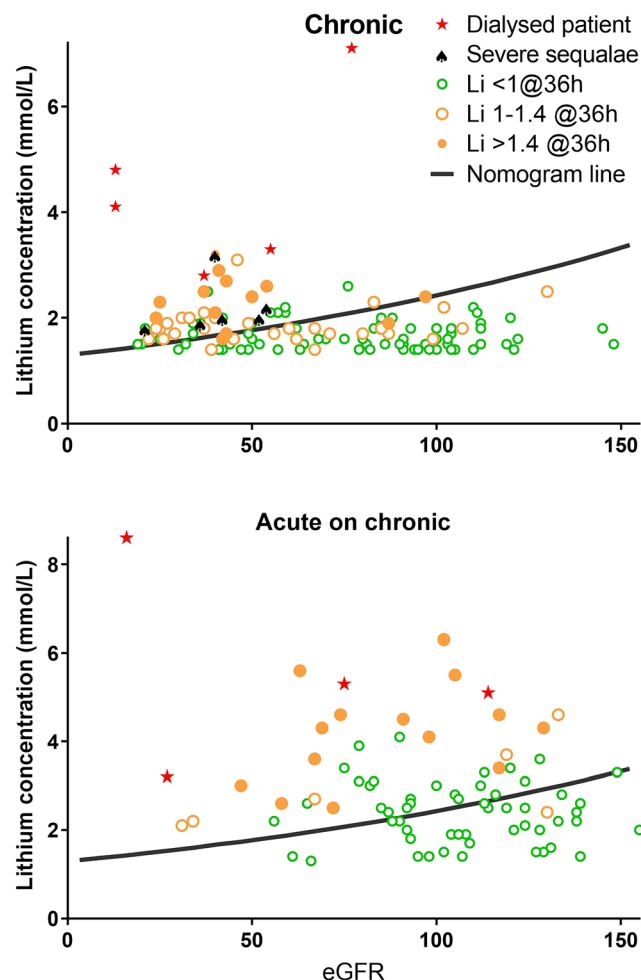 Chronic
Dialysed patient
Severe sequalae
Li <1@36h
Li 1-1.4 @36h
Li >1.4 @36h
Nomogram line
Lithium concentration (mmol/L)
6
4
2
0
0 50 100 150
Acute on chronic
Lithium concentration (mmol/L)
8
6
4
2
0
0 50 100 150
eGFR